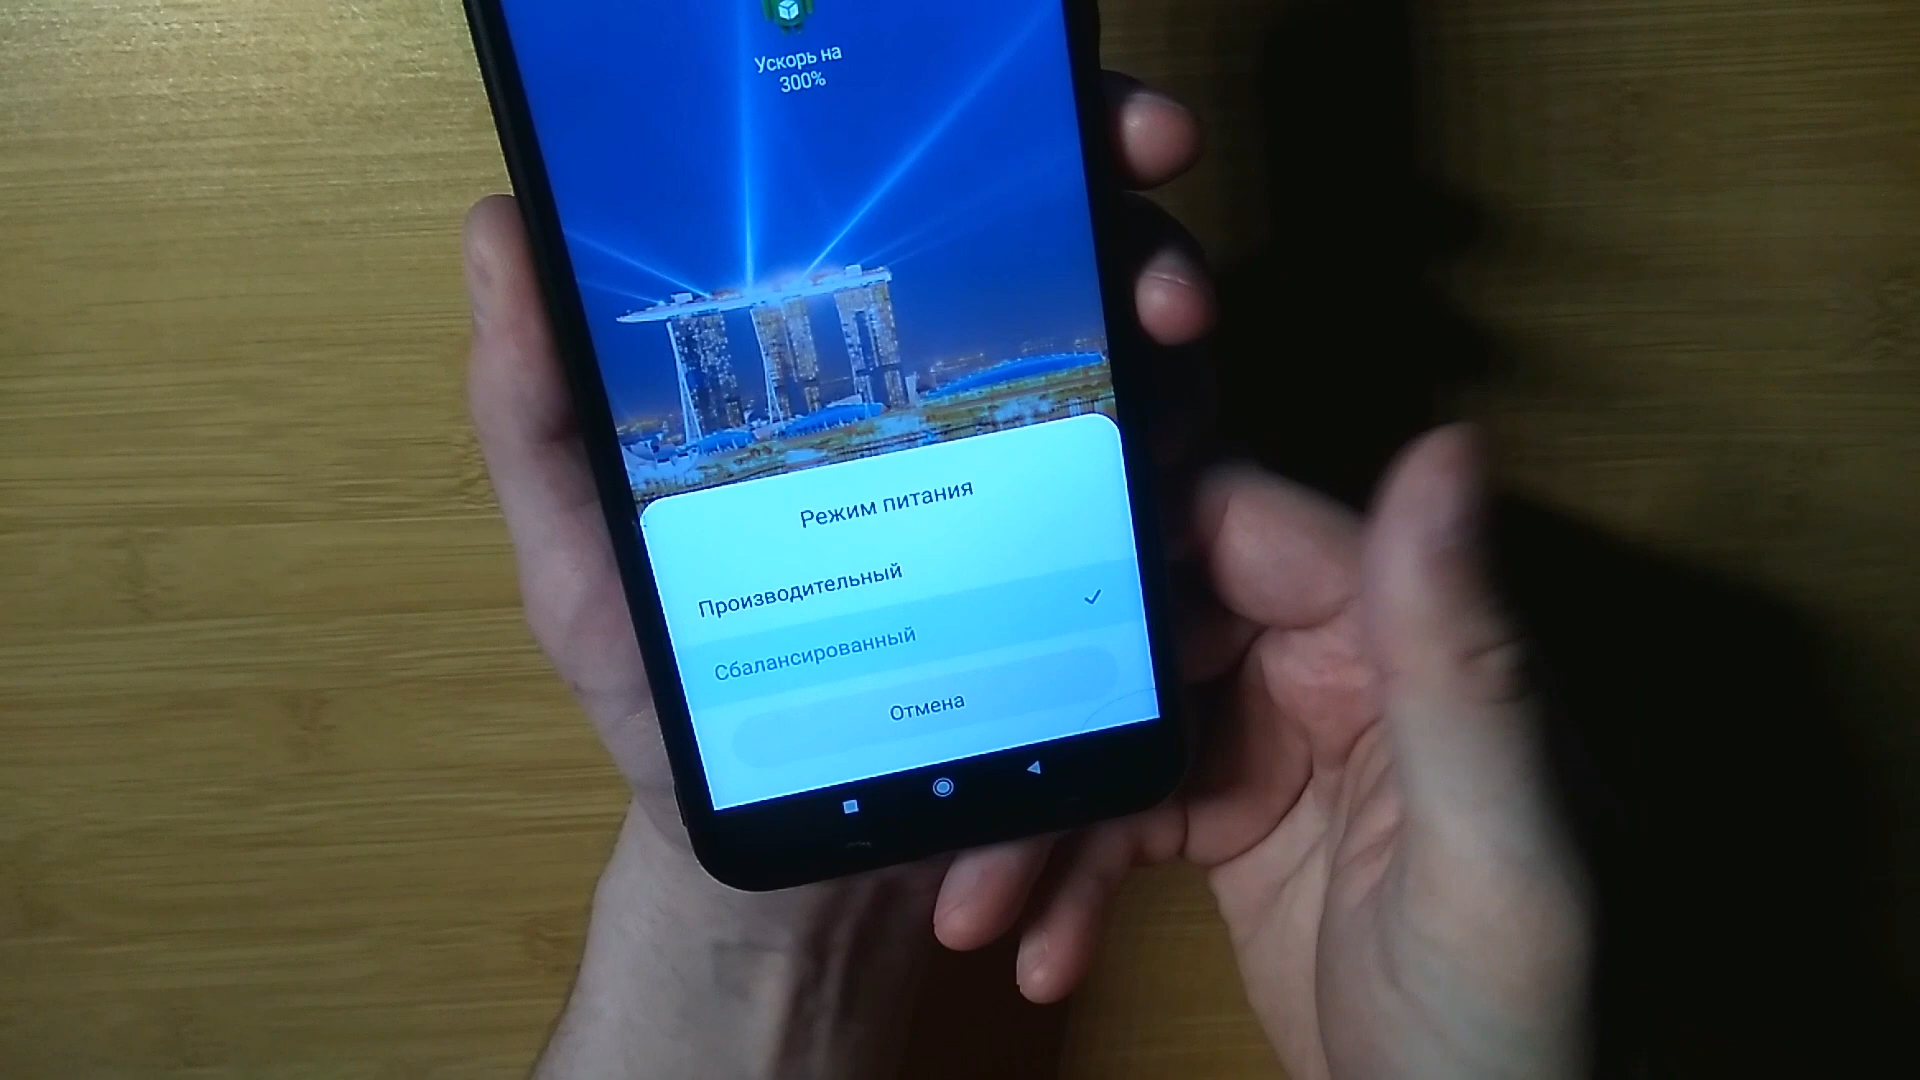 Ускорь на
300%
Режим питания
Производительный
Сбалансированный
Отмена